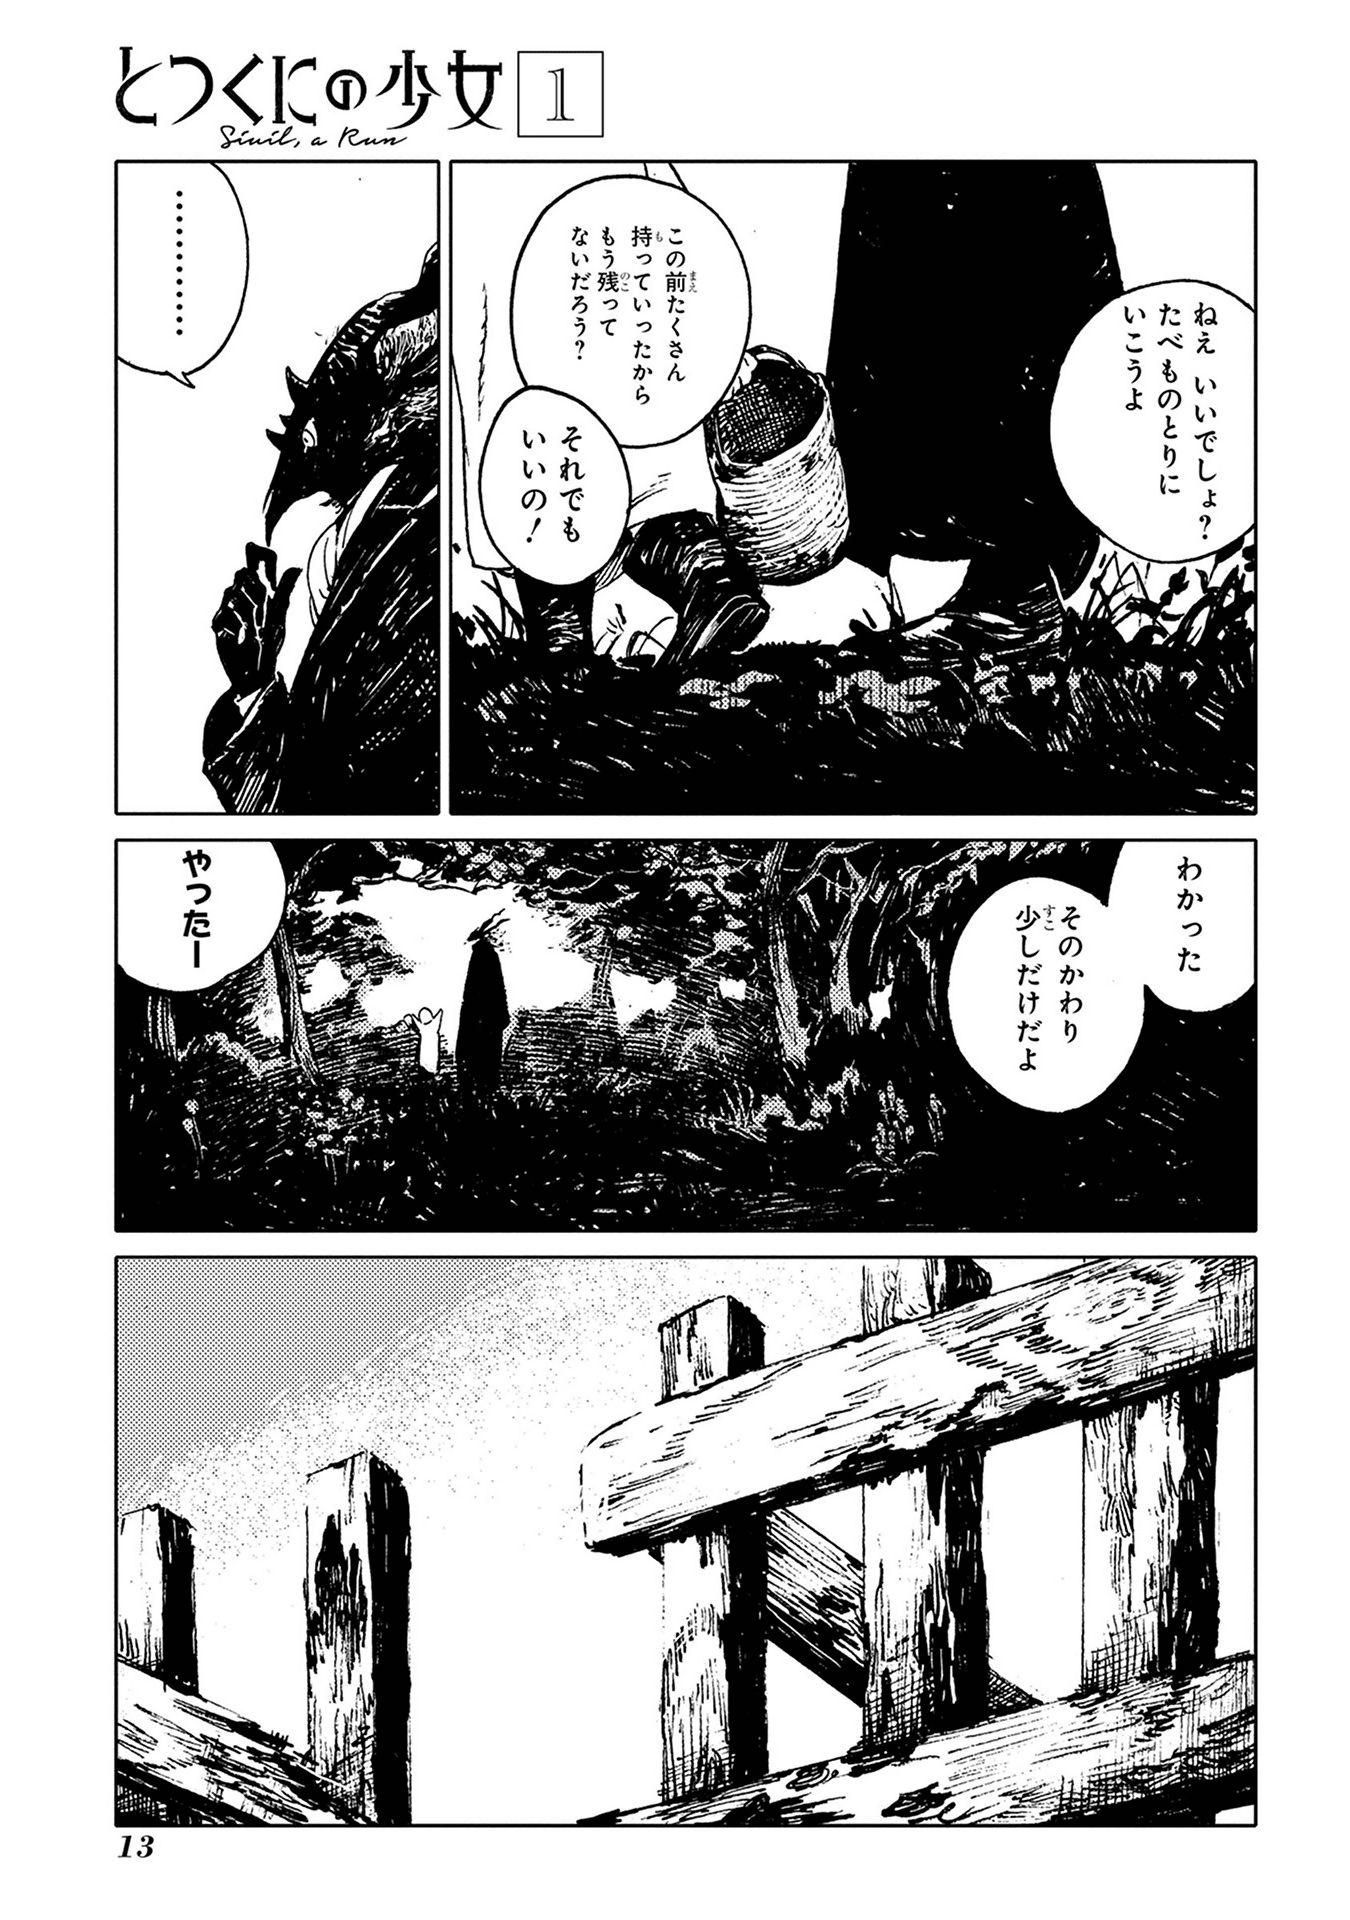 とつくにの少女 1
Siúil, a Rún
ねえ いいでしょ?
たべものとりに
いこうよ
この前たくさん
持っていったから
もう残って
ないだろう?
それでも
いいの!
…………
わかった
そのかわり
少しだけだよ
やったー
13